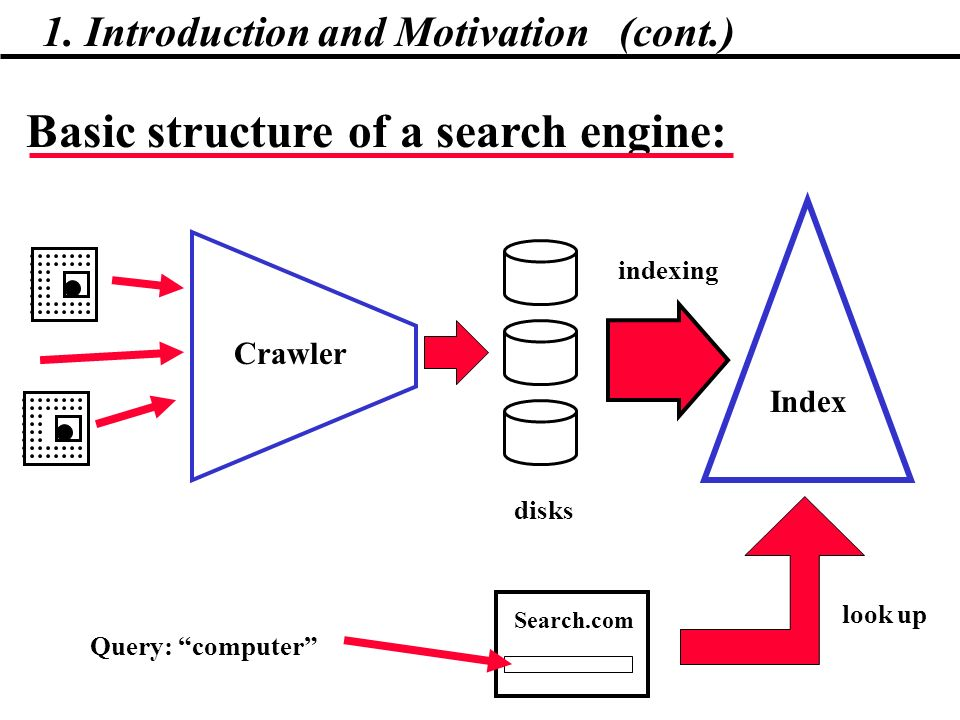 1. Introduction and Motivation (cont.)
Basic structure of a search engine:
indexing
Crawler
Index
disks
look up
Search.com
Query: “computer”